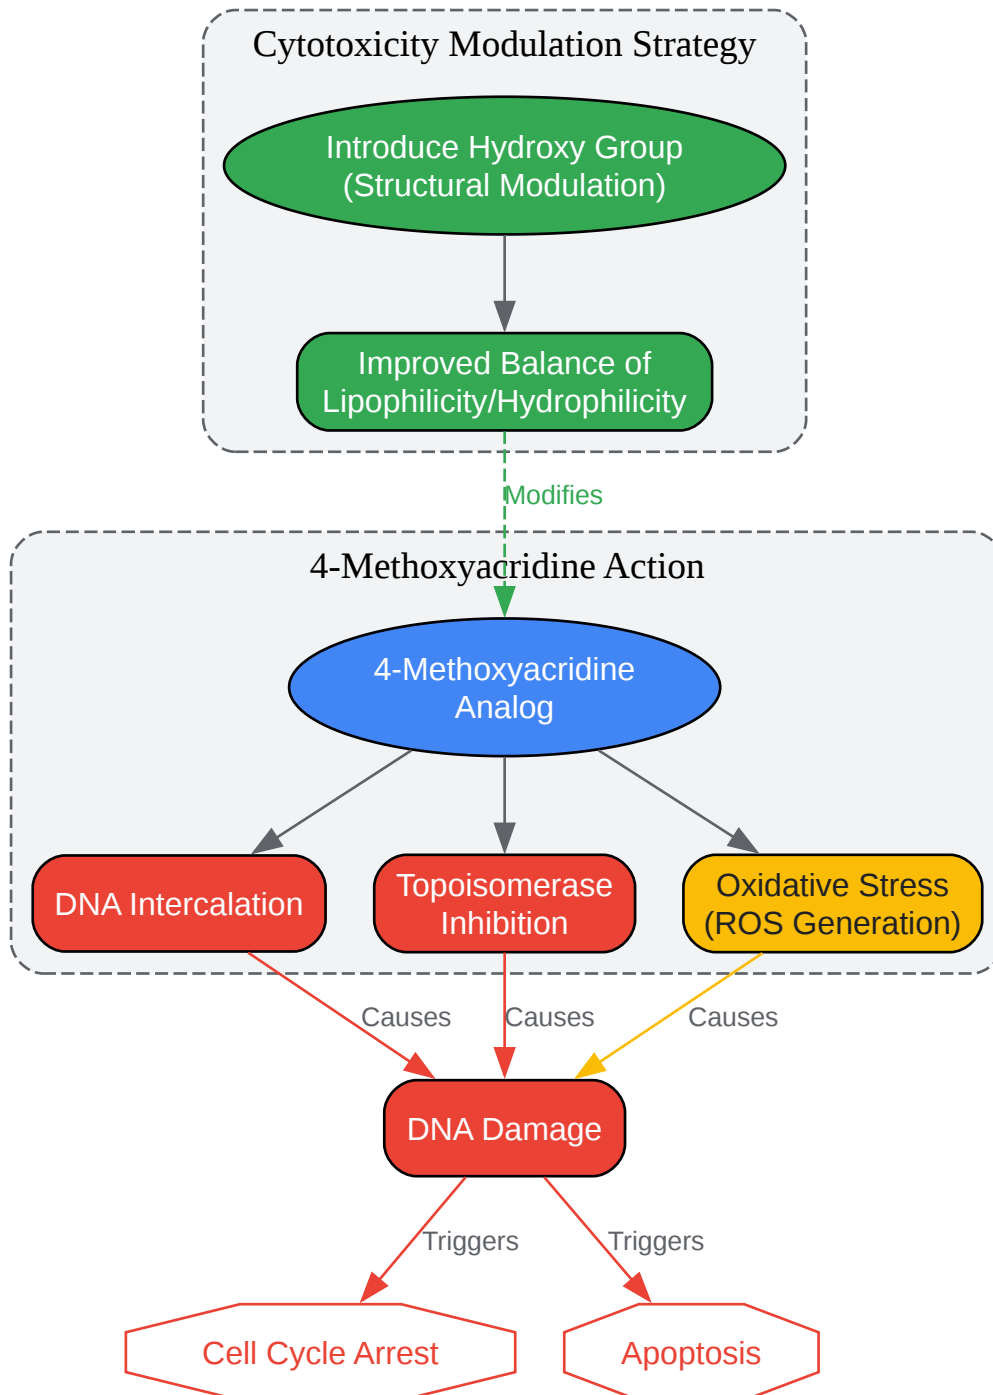 Cytotoxicity Modulation Strategy
Introduce Hydroxy Group
(Structural Modulation)
Improved Balance of
Lipophilicity/Hydrophilicity
Modifies
4-Methoxyacridine Action
4-Methoxyacridine
Analog
DNA Intercalation
Topoisomerase
Inhibition
Oxidative Stress
(ROS Generation)
Causes
Causes
Causes
DNA Damage
Triggers
Triggers
Cell Cycle Arrest
Apoptosis